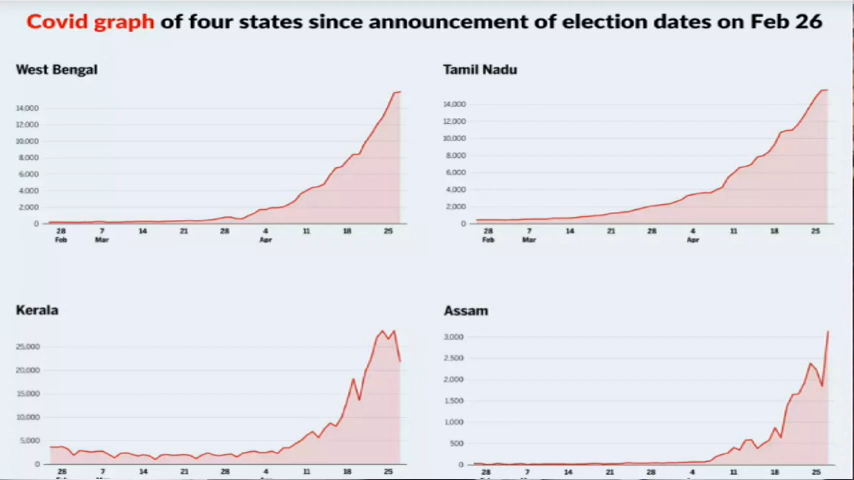 Covid graph of four states since announcement of election dates on Feb 26
West Bengal
14,000
12,000
10,000
8,000
6,000
4,000
2,000
0
28 7 14 21 28 4 11 18 25
Feb Mar Apr
Tamil Nadu
14,000
12,000
10,000
8,000
6,000
4,000
2,000
0
28 7 14 21 28 4 11 18 25
Feb Mar Apr
Kerala
25,000
20,000
15,000
10,000
5,000
0
28 7 14 21 28 4 11 18 25
Assam
3,000
2,500
2,000
1,500
1,000
500
0
28 7 14 21 28 4 11 18 25